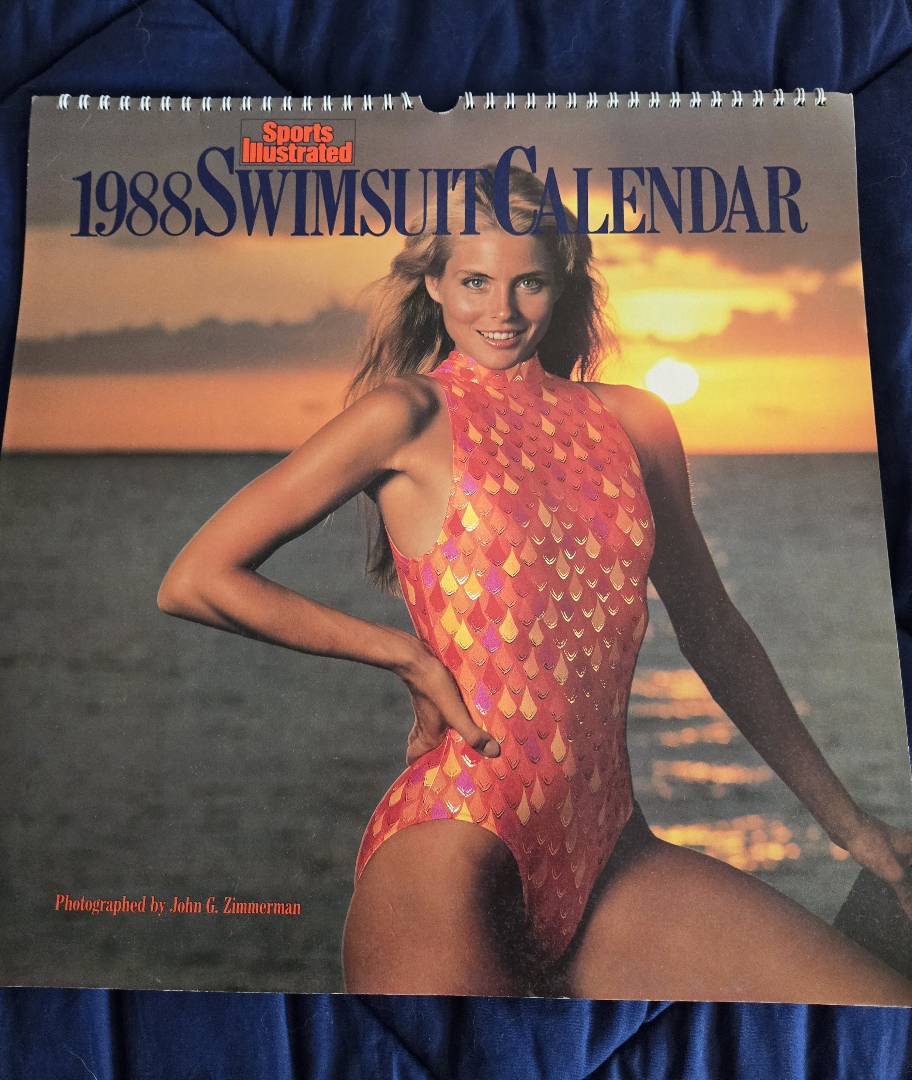 Sports
Illustrated
1988 SWIMSUIT CALENDAR
Photographed by John G. Zimmerman